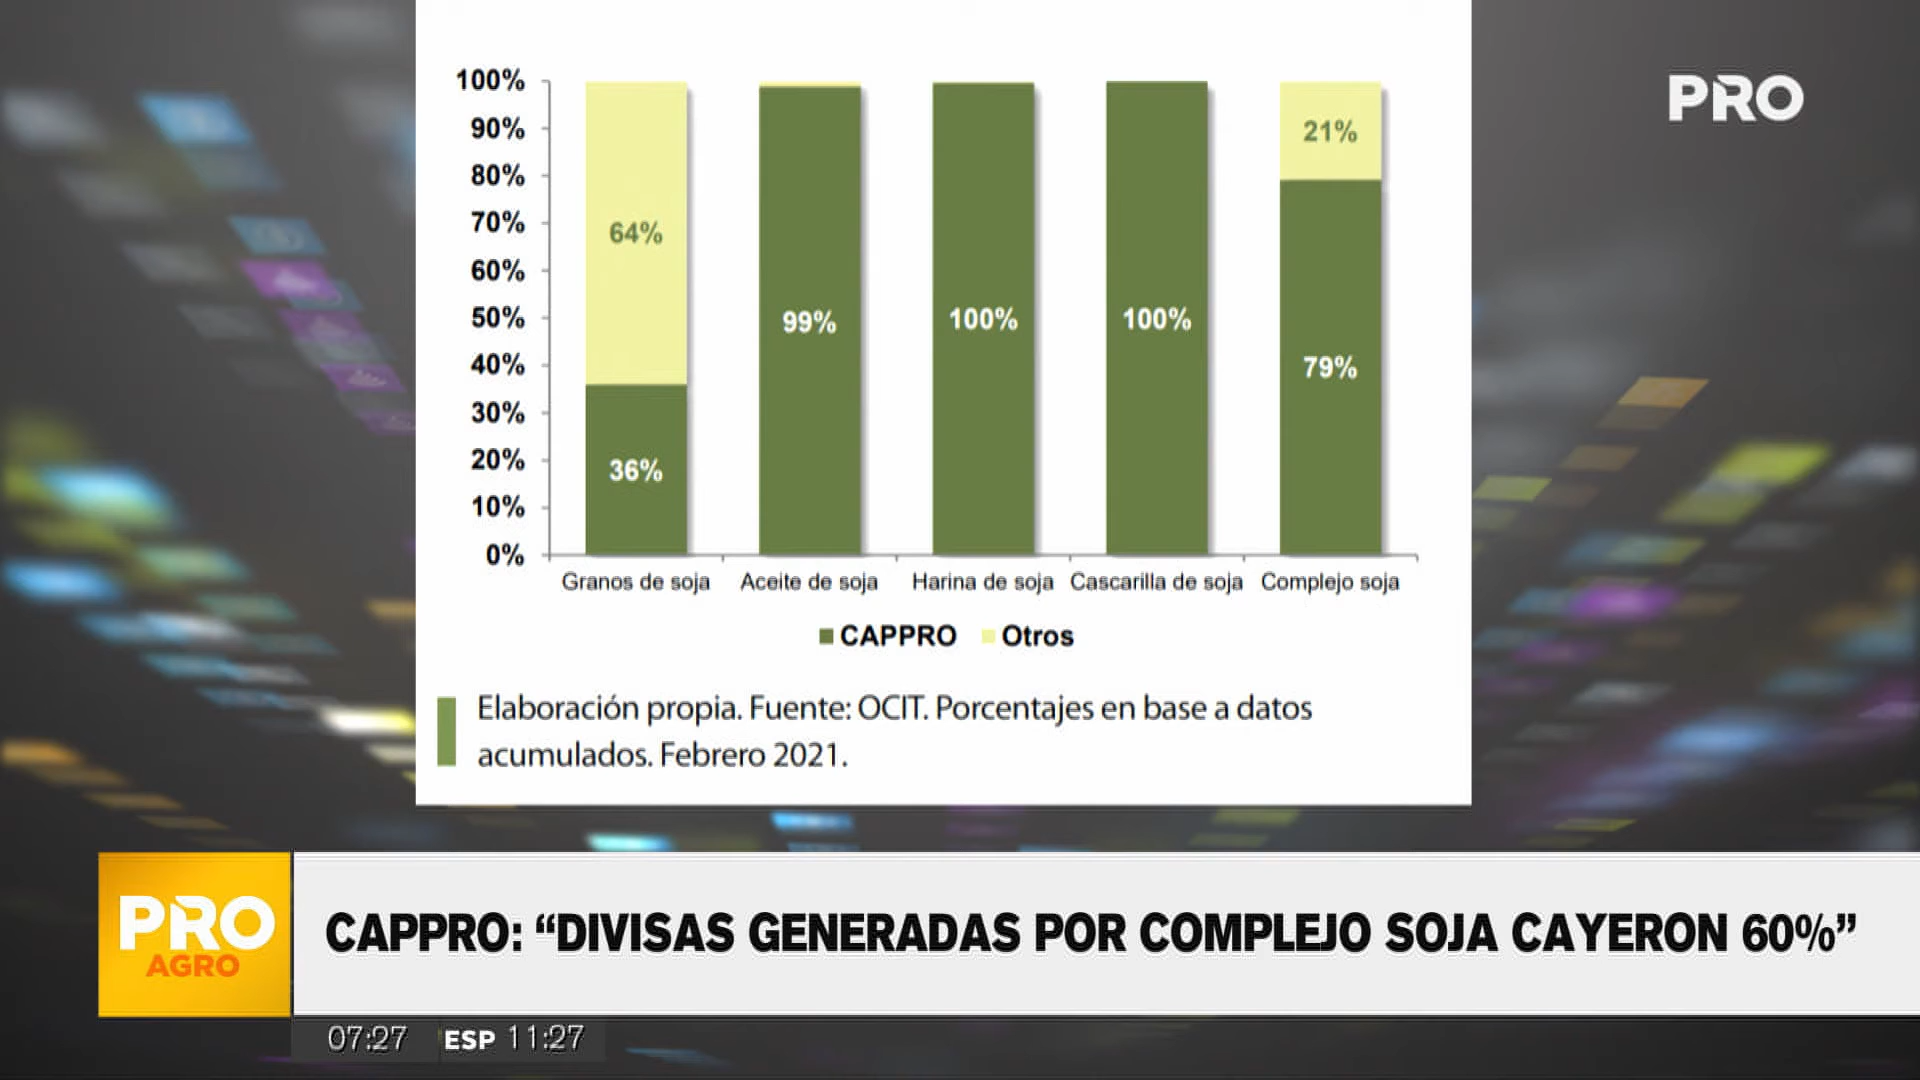 PRO
100%
90%
80%
70%
60%
50%
40%
30%
20%
10%
0%
64%
36%
99%
100%
100%
21%
79%
Granos de soja Aceite de soja Harina de soja Cascarilla de soja Complejo soja
CAPPRO Otros
Elaboración propia. Fuente: OCIT. Porcentajes en base a datos
acumulados. Febrero 2021.
PRO
AGRO
CAPPRO: “DIVISAS GENERADAS POR COMPLEJO SOJA CAYERON 60%”
07:27 ESP 11:27